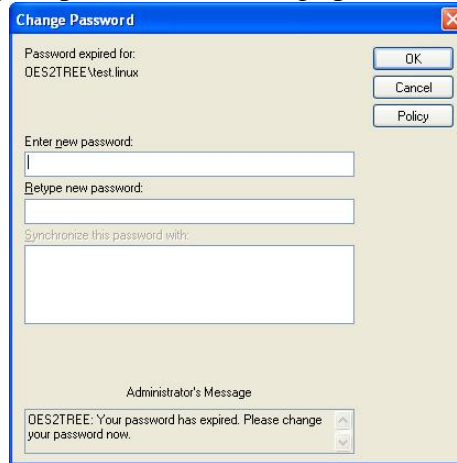 Change Password
Password expired for:
OES2TREE\test.linux
OK
Cancel
Policy
Enter new password:
Retype new password:
Synchronize this password with:
Administrator's Message
OES2TREE: Your password has expired. Please change
your password now.